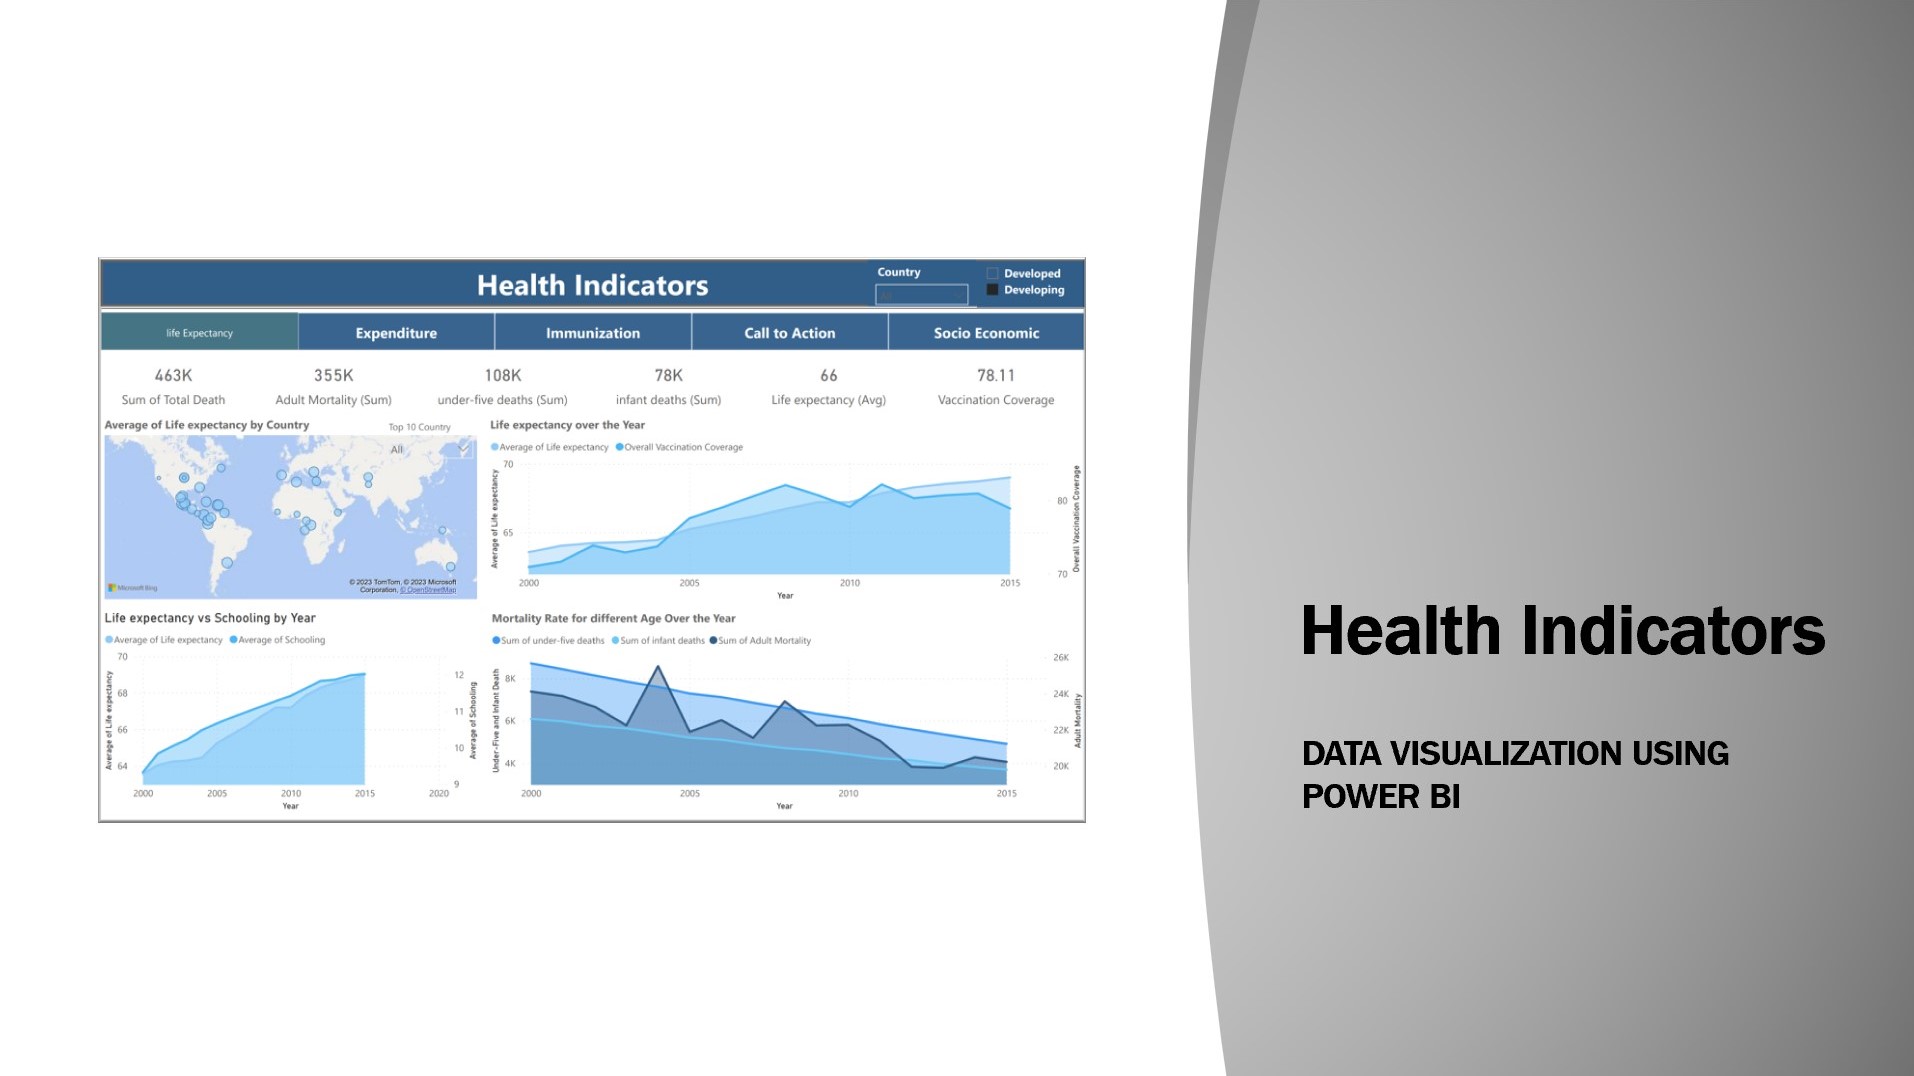 Health Indicators
Country
Developed
Developing
life Expectancy
Expenditure
Immunization
Call to Action
Socio Economic
463K
355K
108K
78K
66
78.11
Sum of Total Death
Adult Mortality (Sum)
under-five deaths (Sum)
infant deaths (Sum)
Life expectancy (Avg)
Vaccination Coverage
Average of Life expectancy by Country
Top 10 Country
All
© 2023 TomTom, © 2023 Microsoft
Corporation, © OpenStreetMap
Microsoft Bing
Life expectancy over the Year
Average of Life expectancy
Overall Vaccination Coverage
Average of Life expectancy
70
65
80
70
Overall Vaccination Coverage
2000
2005
2010
2015
Year
Life expectancy vs Schooling by Year
Average of Life expectancy
Average of Schooling
Average of Life expectancy
70
68
66
64
12
11
10
9
Average of Schooling
2000
2005
2010
2015
2020
Year
Mortality Rate for different Age Over the Year
Sum of under-five deaths
Sum of infant deaths
Sum of Adult Mortality
Under-Five and Infant Death
8K
6K
4K
26K
24K
22K
20K
Adult Mortality
2000
2005
2010
2015
Year
Health Indicators
DATA VISUALIZATION USING
POWER BI